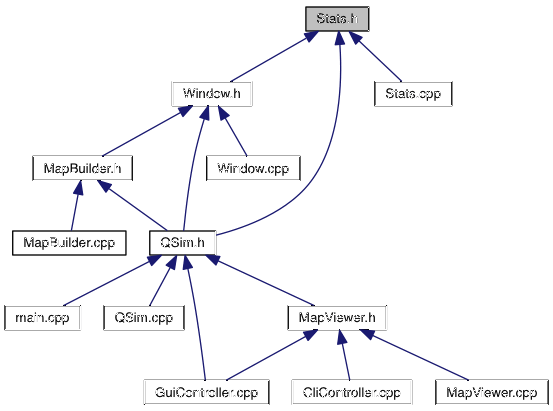 Stats.h
Window.h
Stats.cpp
MapBuilder.h
Window.cpp
MapBuilder.cpp
QSim.h
main.cpp
QSim.cpp
MapViewer.h
GuiController.cpp
CliController.cpp
MapViewer.cpp